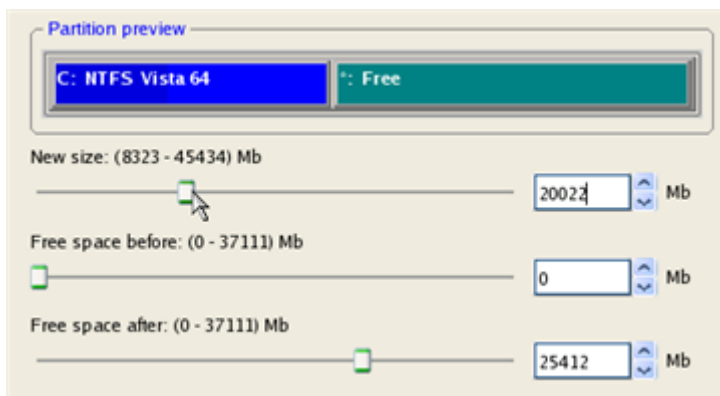 Partition preview
C: NTFS Vista 64 *: Free
New size: (8323 - 45434) Mb
20022 Mb
Free space before: (0 - 37111) Mb
0 Mb
Free space after: (0 - 37111) Mb
25412 Mb